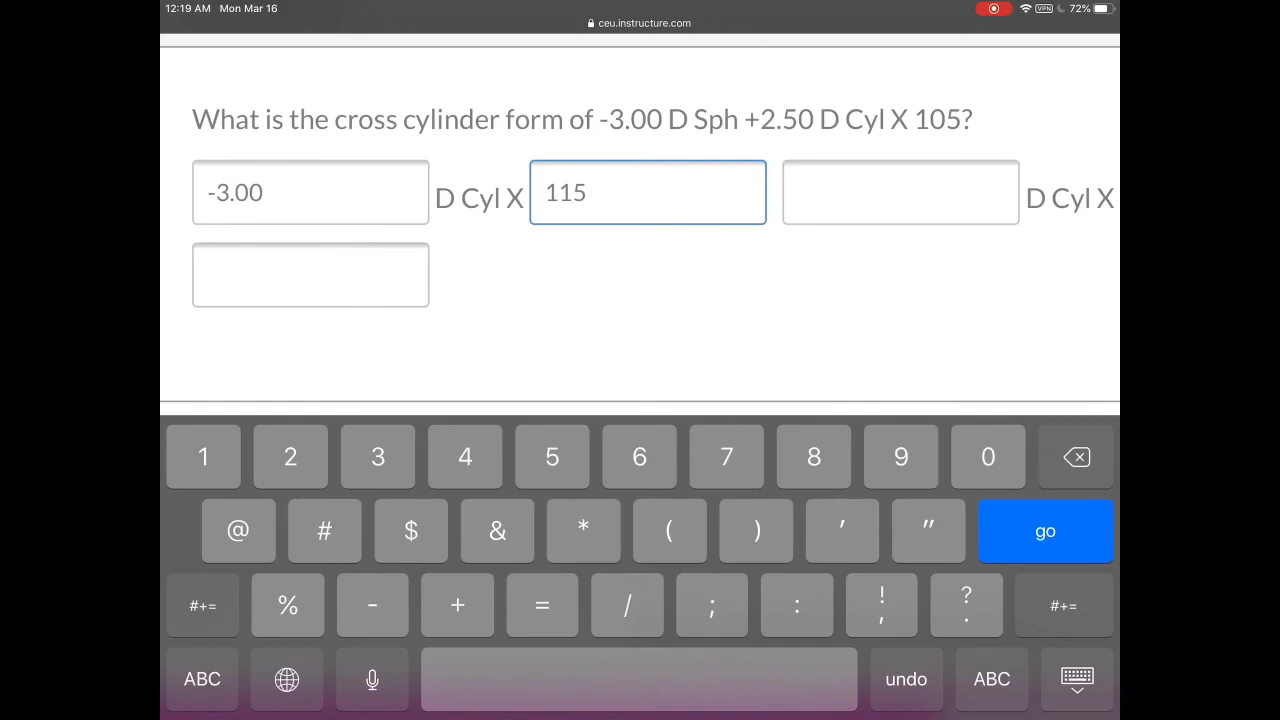 12:19 AM Mon Mar 16
VPN 72%
ceu.instructure.com
What is the cross cylinder form of -3.00 D Sph +2.50 D Cyl X 105?
-3.00 D Cyl X 115 D Cyl X
1 2 3 4 5 6 7 8 9 0
@ # $ & * ( ) ' " go
#+= % - + = / ; : ! , ? . #+=
ABC undo ABC